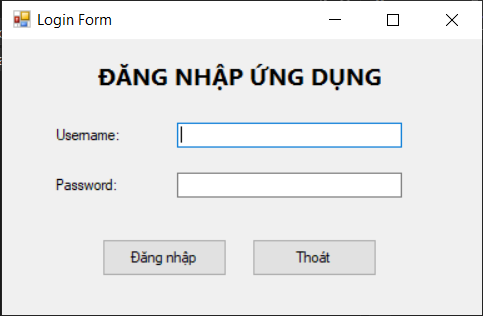 Login Form
ĐĂNG NHẬP ỨNG DỤNG
Username:
Password:
Đăng nhập
Thoát